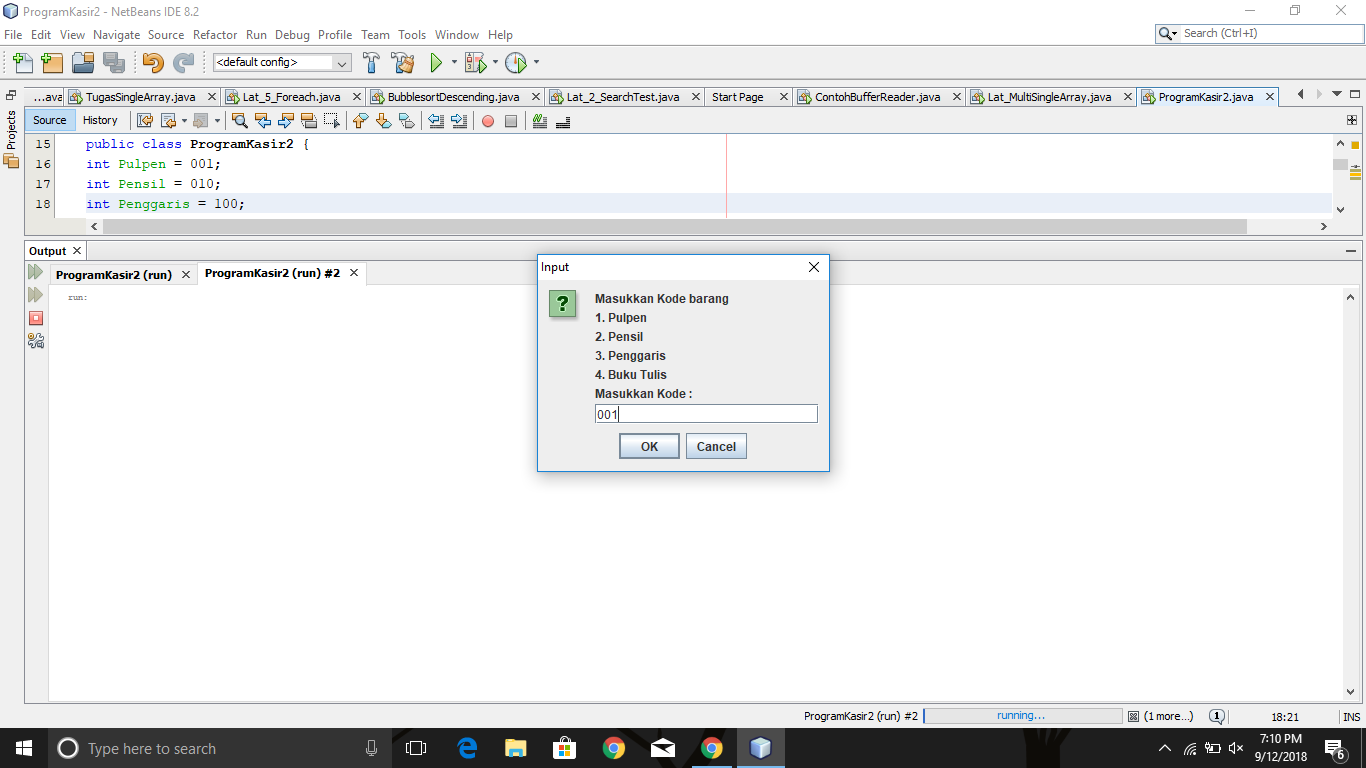 ProgramKasir2 - NetBeans IDE 8.2
File Edit View Navigate Source Refactor Run Debug Profile Team Tools Window Help
Search (Ctrl+I)
<default config>
...ava TugasSingleArray.java Lat_5_Foreach.java BubblesortDescending.java Lat_2_SearchTest.java Start Page ContohBufferReader.java Lat_MultiSingleArray.java ProgramKasir2.java
Projects
Source History
15 public class ProgramKasir2 {
16 int Pulpen = 001;
17 int Pensil = 010;
18 int Penggaris = 100;
Output
ProgramKasir2 (run) ProgramKasir2 (run) #2
run:
Input
Masukkan Kode barang
1. Pulpen
2. Pensil
3. Penggaris
4. Buku Tulis
Masukkan Kode :
001
OK Cancel
ProgramKasir2 (run) #2 running... (1 more...) 1 18:21 INS
Type here to search
7:10 PM
9/12/2018
6